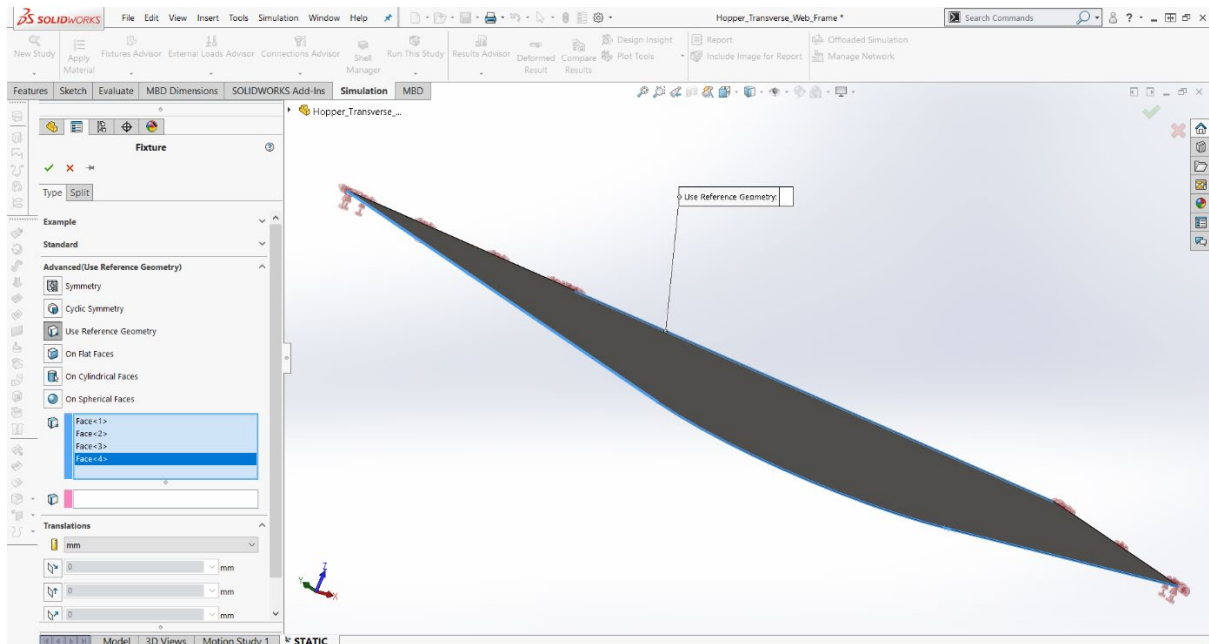 SOLIDWORKS File Edit View Insert Tools Simulation Window Help Hopper_Transverse_Web_Frame * Search Commands ?
New Study Apply Material Fixtures Advisor External Loads Advisor Connections Advisor Shell Manager Run This Study Results Advisor Deformed Result Compare Results Design Insight Plot Tools Report Include Image for Report Offloaded Simulation Manage Network
Features Sketch Evaluate MBD Dimensions SOLIDWORKS Add-Ins Simulation MBD
Hopper_Transverse_...
Fixture
Type Split
Example
Standard
Advanced(Use Reference Geometry)
Symmetry
Cyclic Symmetry
Use Reference Geometry
On Flat Faces
On Cylindrical Faces
On Spherical Faces
Face<1>
Face<2>
Face<3>
Face<4>
Translations
mm
0 mm
0 mm
0 mm
Use Reference Geometry:
Z
Y
X
Model 3D Views Motion Study 1 STATIC